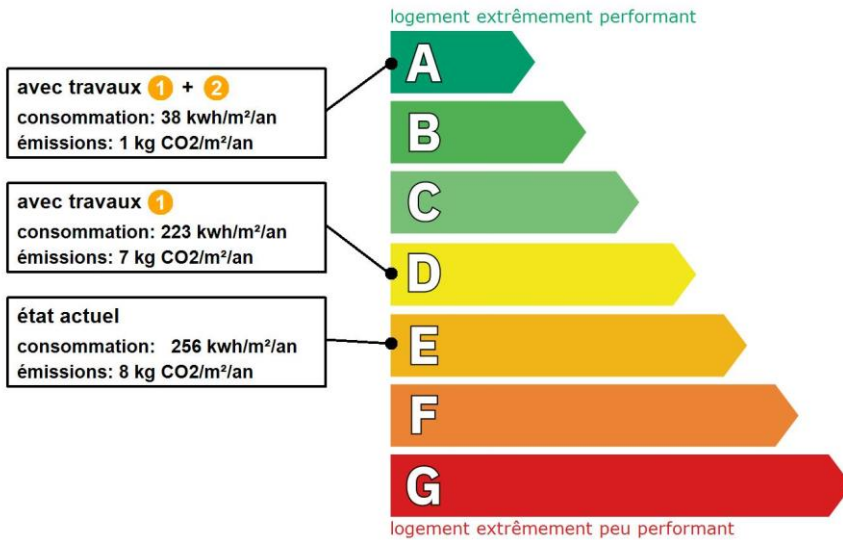 logement extrêmement performant
A
avec travaux 1 + 2
consommation: 38 kwh/m²/an
émissions: 1 kg CO2/m²/an
B
C
avec travaux 1
consommation: 223 kwh/m²/an
émissions: 7 kg CO2/m²/an
D
état actuel
consommation: 256 kwh/m²/an
émissions: 8 kg CO2/m²/an
E
F
G
logement extrêmement peu performant